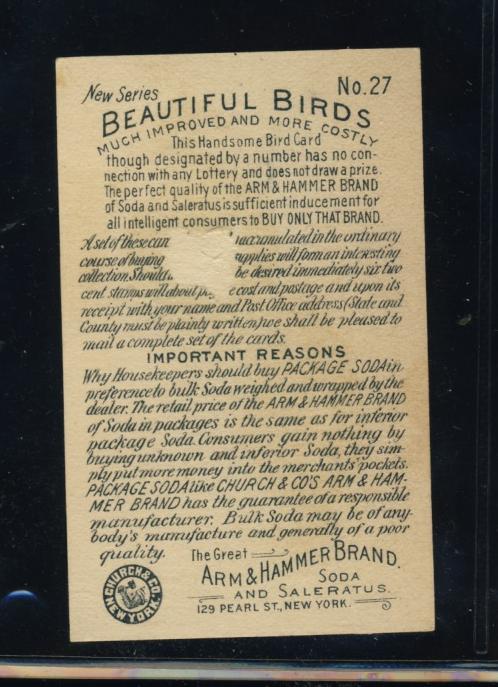 New Series
No. 27
BEAUTIFUL BIRDS
MUCH IMPROVED AND MORE COSTLY
This Handsome Bird Card
though designated by a number has no con-
nection with any Lottery and does not draw a prize.
The perfect quality of the ARM & HAMMER BRAND
of Soda and Saleratus is sufficient inducement for
all intelligent consumers to BUY ONLY THAT BRAND.
A set of these can accumulated in the ordinary
course of buying upplies will form an interesting
collection. Should be desired immediately six two
cent stamps will about p e cost and postage and upon its
receipt with your name and Post Office address (State and
County must be plainly written) we shall be pleased to
mail a complete set of the cards.
IMPORTANT REASONS
Why Housekeepers should buy PACKAGE SODA in
preference to bulk Soda weighed and wrapped by the
dealer. The retail price of the ARM & HAMMER BRAND
of Soda in packages is the same as for inferior
package Soda. Consumers gain nothing by
buying unknown and inferior Soda, they sim-
ply put more money into the merchants' pockets.
PACKAGE SODA like CHURCH & CO'S ARM & HAM-
MER BRAND has the guarantee of a responsible
manufacturer. Bulk Soda may be of any-
body's manufacture and generally of a poor
quality.
The Great
ARM & HAMMER BRAND.
SODA
AND SALERATUS.
129 PEARL ST., NEW YORK.
CHURCH & CO.
NEW YORK.